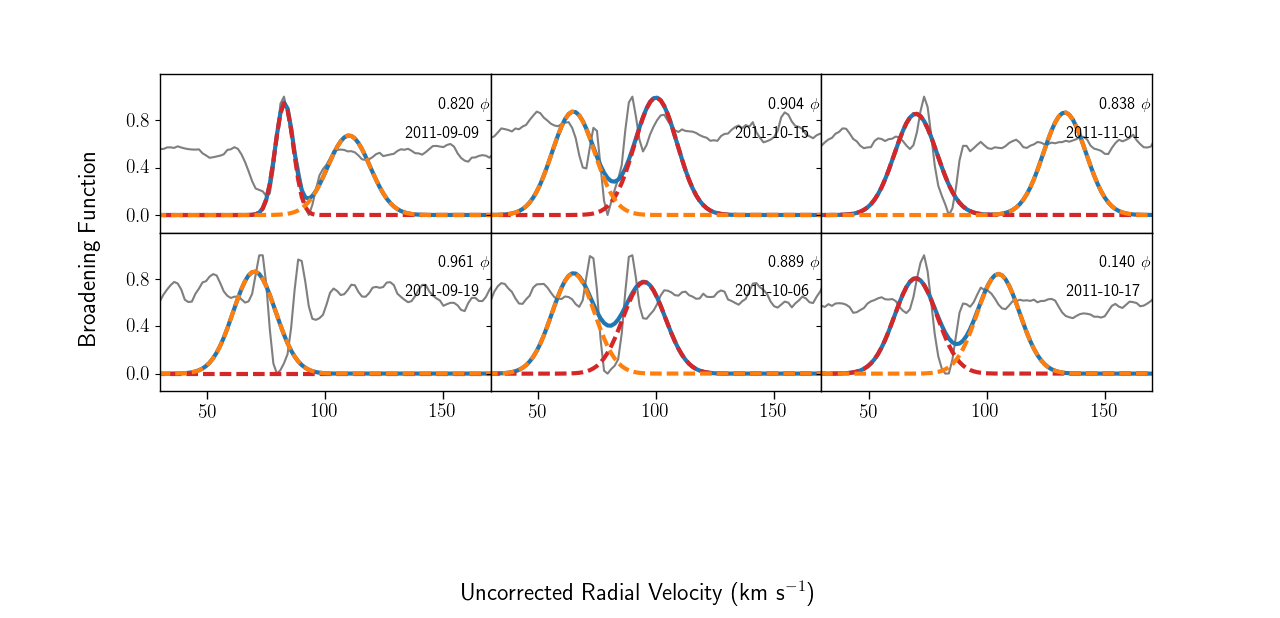 0.820 ϕ
2011-09-09
0.904 ϕ
2011-10-15
0.838 ϕ
2011-11-01
0.8
0.4
0.0
0.961 ϕ
2011-09-19
0.889 ϕ
2011-10-06
0.140 ϕ
2011-10-17
0.8
0.4
0.0
Broadening Function
50 100 150 50 100 150 50 100 150
Uncorrected Radial Velocity (km s⁻¹)